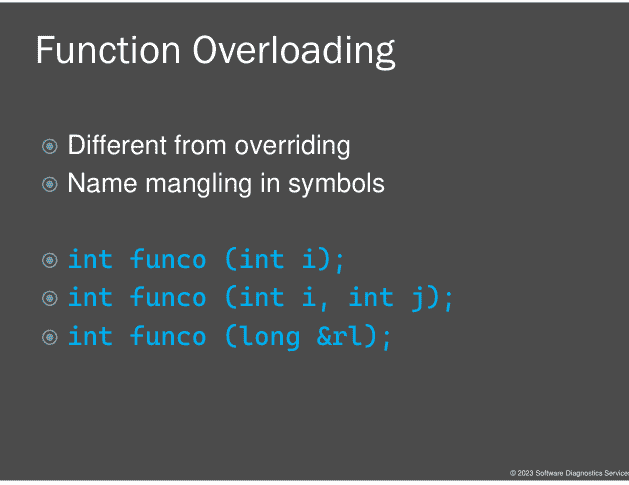 Function Overloading
Different from overriding
Name mangling in symbols
int funco (int i);
int funco (int i, int j);
int funco (long &rl);
© 2023 Software Diagnostics Services